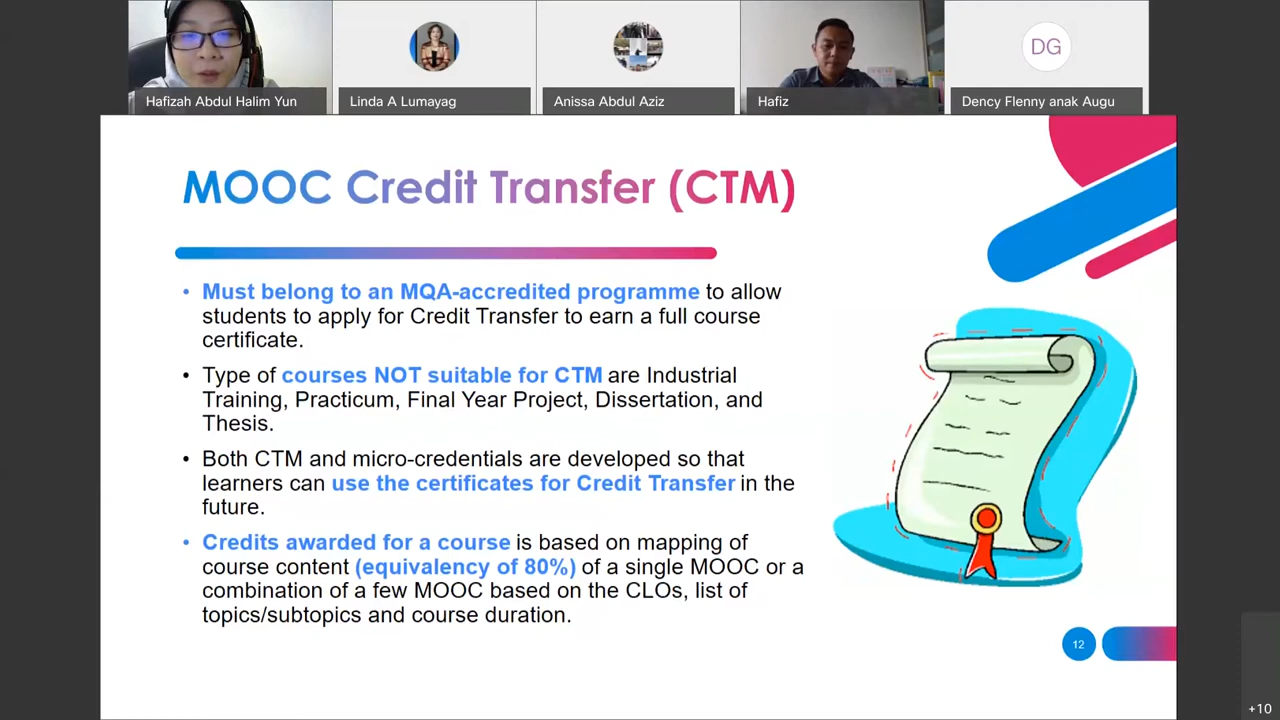 Hafizah Abdul Halim Yun
Linda A Lumayag
Anissa Abdul Aziz
Hafiz
DG
Dency Flenny anak Augu
MOOC Credit Transfer (CTM)
• Must belong to an MQA-accredited programme to allow
students to apply for Credit Transfer to earn a full course
certificate.
• Type of courses NOT suitable for CTM are Industrial
Training, Practicum, Final Year Project, Dissertation, and
Thesis.
• Both CTM and micro-credentials are developed so that
learners can use the certificates for Credit Transfer in the
future.
• Credits awarded for a course is based on mapping of
course content (equivalency of 80%) of a single MOOC or a
combination of a few MOOC based on the CLOs, list of
topics/subtopics and course duration.
12
+10